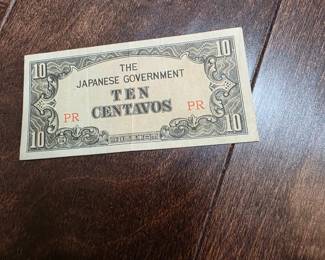 10 THE 10
JAPANESE GOVERNMENT
PR TEN PR
CENTAVOS
10 10